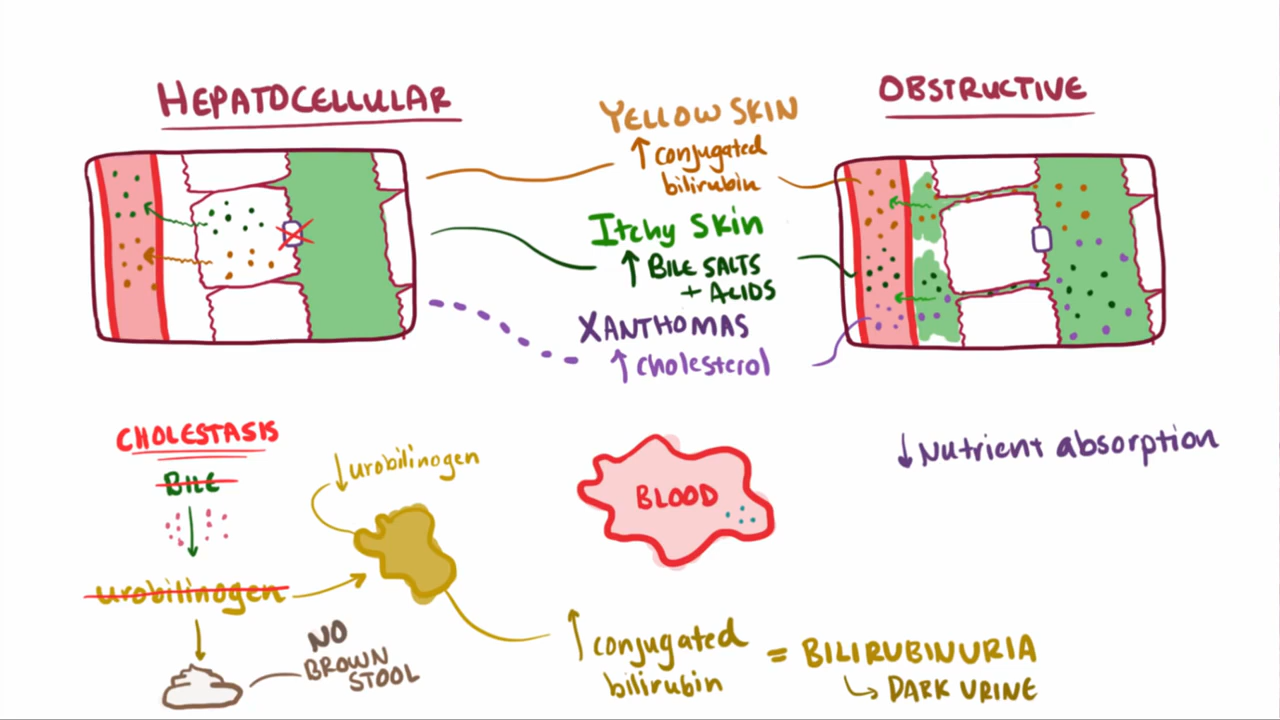 HEPATOCELLULAR
OBSTRUCTIVE
YELLOW SKIN
↑ conjugated
bilirubin
Itchy Skin
↑ BILE SALTS
+ ACIDS
XANTHOMAS
↑ cholesterol
CHOLESTASIS
BILE
urobilinogen
NO
BROWN
STOOL
↓ urobilinogen
BLOOD
↓ Nutrient absorption
↑ conjugated
bilirubin
= BILIRUBINURIA
↳ DARK URINE